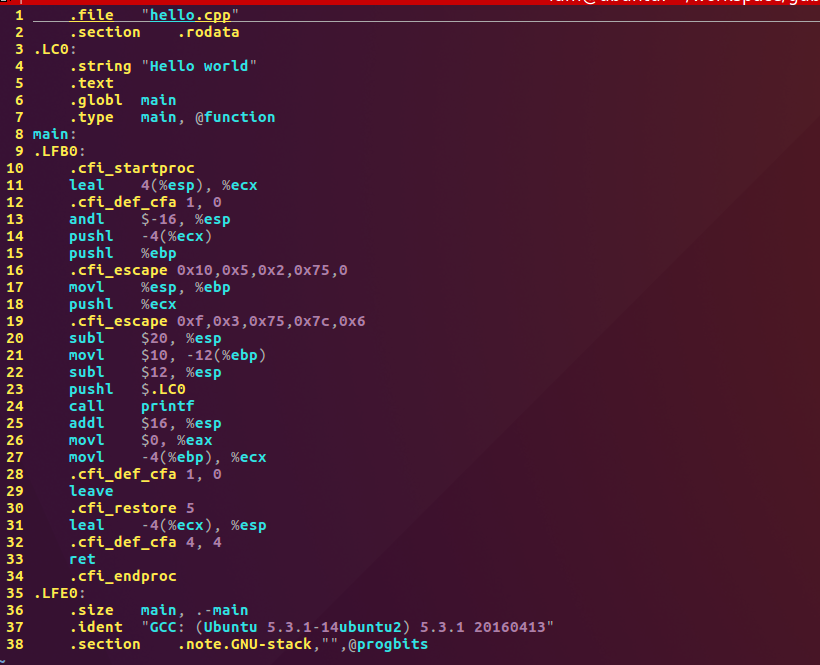 1 .file "hello.cpp"
2 .section .rodata
3 .LC0:
4 .string "Hello world"
5 .text
6 .globl main
7 .type main, @function
8 main:
9 .LFB0:
10 .cfi_startproc
11 leal 4(%esp), %ecx
12 .cfi_def_cfa 1, 0
13 andl $-16, %esp
14 pushl -4(%ecx)
15 pushl %ebp
16 .cfi_escape 0x10,0x5,0x2,0x75,0
17 movl %esp, %ebp
18 pushl %ecx
19 .cfi_escape 0xf,0x3,0x75,0x7c,0x6
20 subl $20, %esp
21 movl $10, -12(%ebp)
22 subl $12, %esp
23 pushl $.LC0
24 call printf
25 addl $16, %esp
26 movl $0, %eax
27 movl -4(%ebp), %ecx
28 .cfi_def_cfa 1, 0
29 leave
30 .cfi_restore 5
31 leal -4(%ecx), %esp
32 .cfi_def_cfa 4, 4
33 ret
34 .cfi_endproc
35 .LFE0:
36 .size main, .-main
37 .ident "GCC: (Ubuntu 5.3.1-14ubuntu2) 5.3.1 20160413"
38 .section .note.GNU-stack,"",@progbits
~